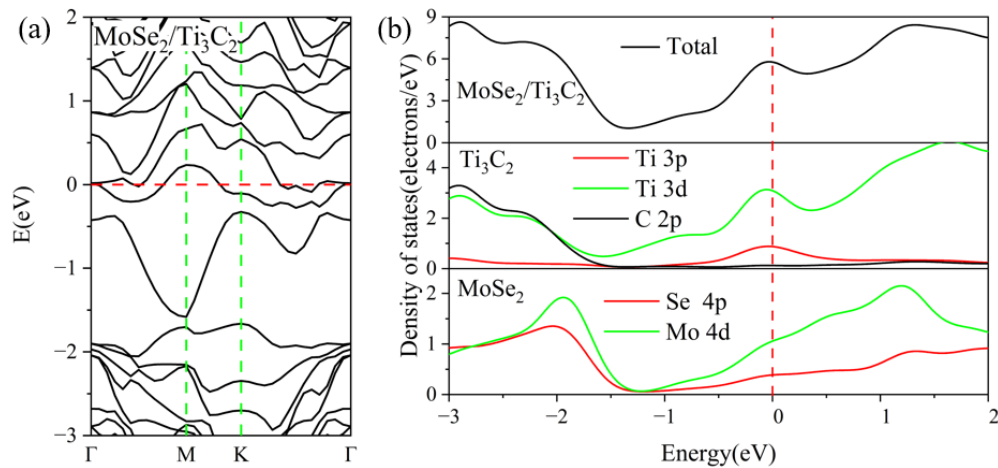 (a)
MoSe₂/Ti₃C₂
E(eV)
2
1
0
−1
−2
−3
Γ M K Γ
(b)
Density of states(electrons/eV)
9
6
3
0
Total
MoSe₂/Ti₃C₂
4
2
0
Ti₃C₂
Ti 3p
Ti 3d
C 2p
2
1
0
MoSe₂
Se 4p
Mo 4d
−3 −2 −1 0 1 2
Energy(eV)